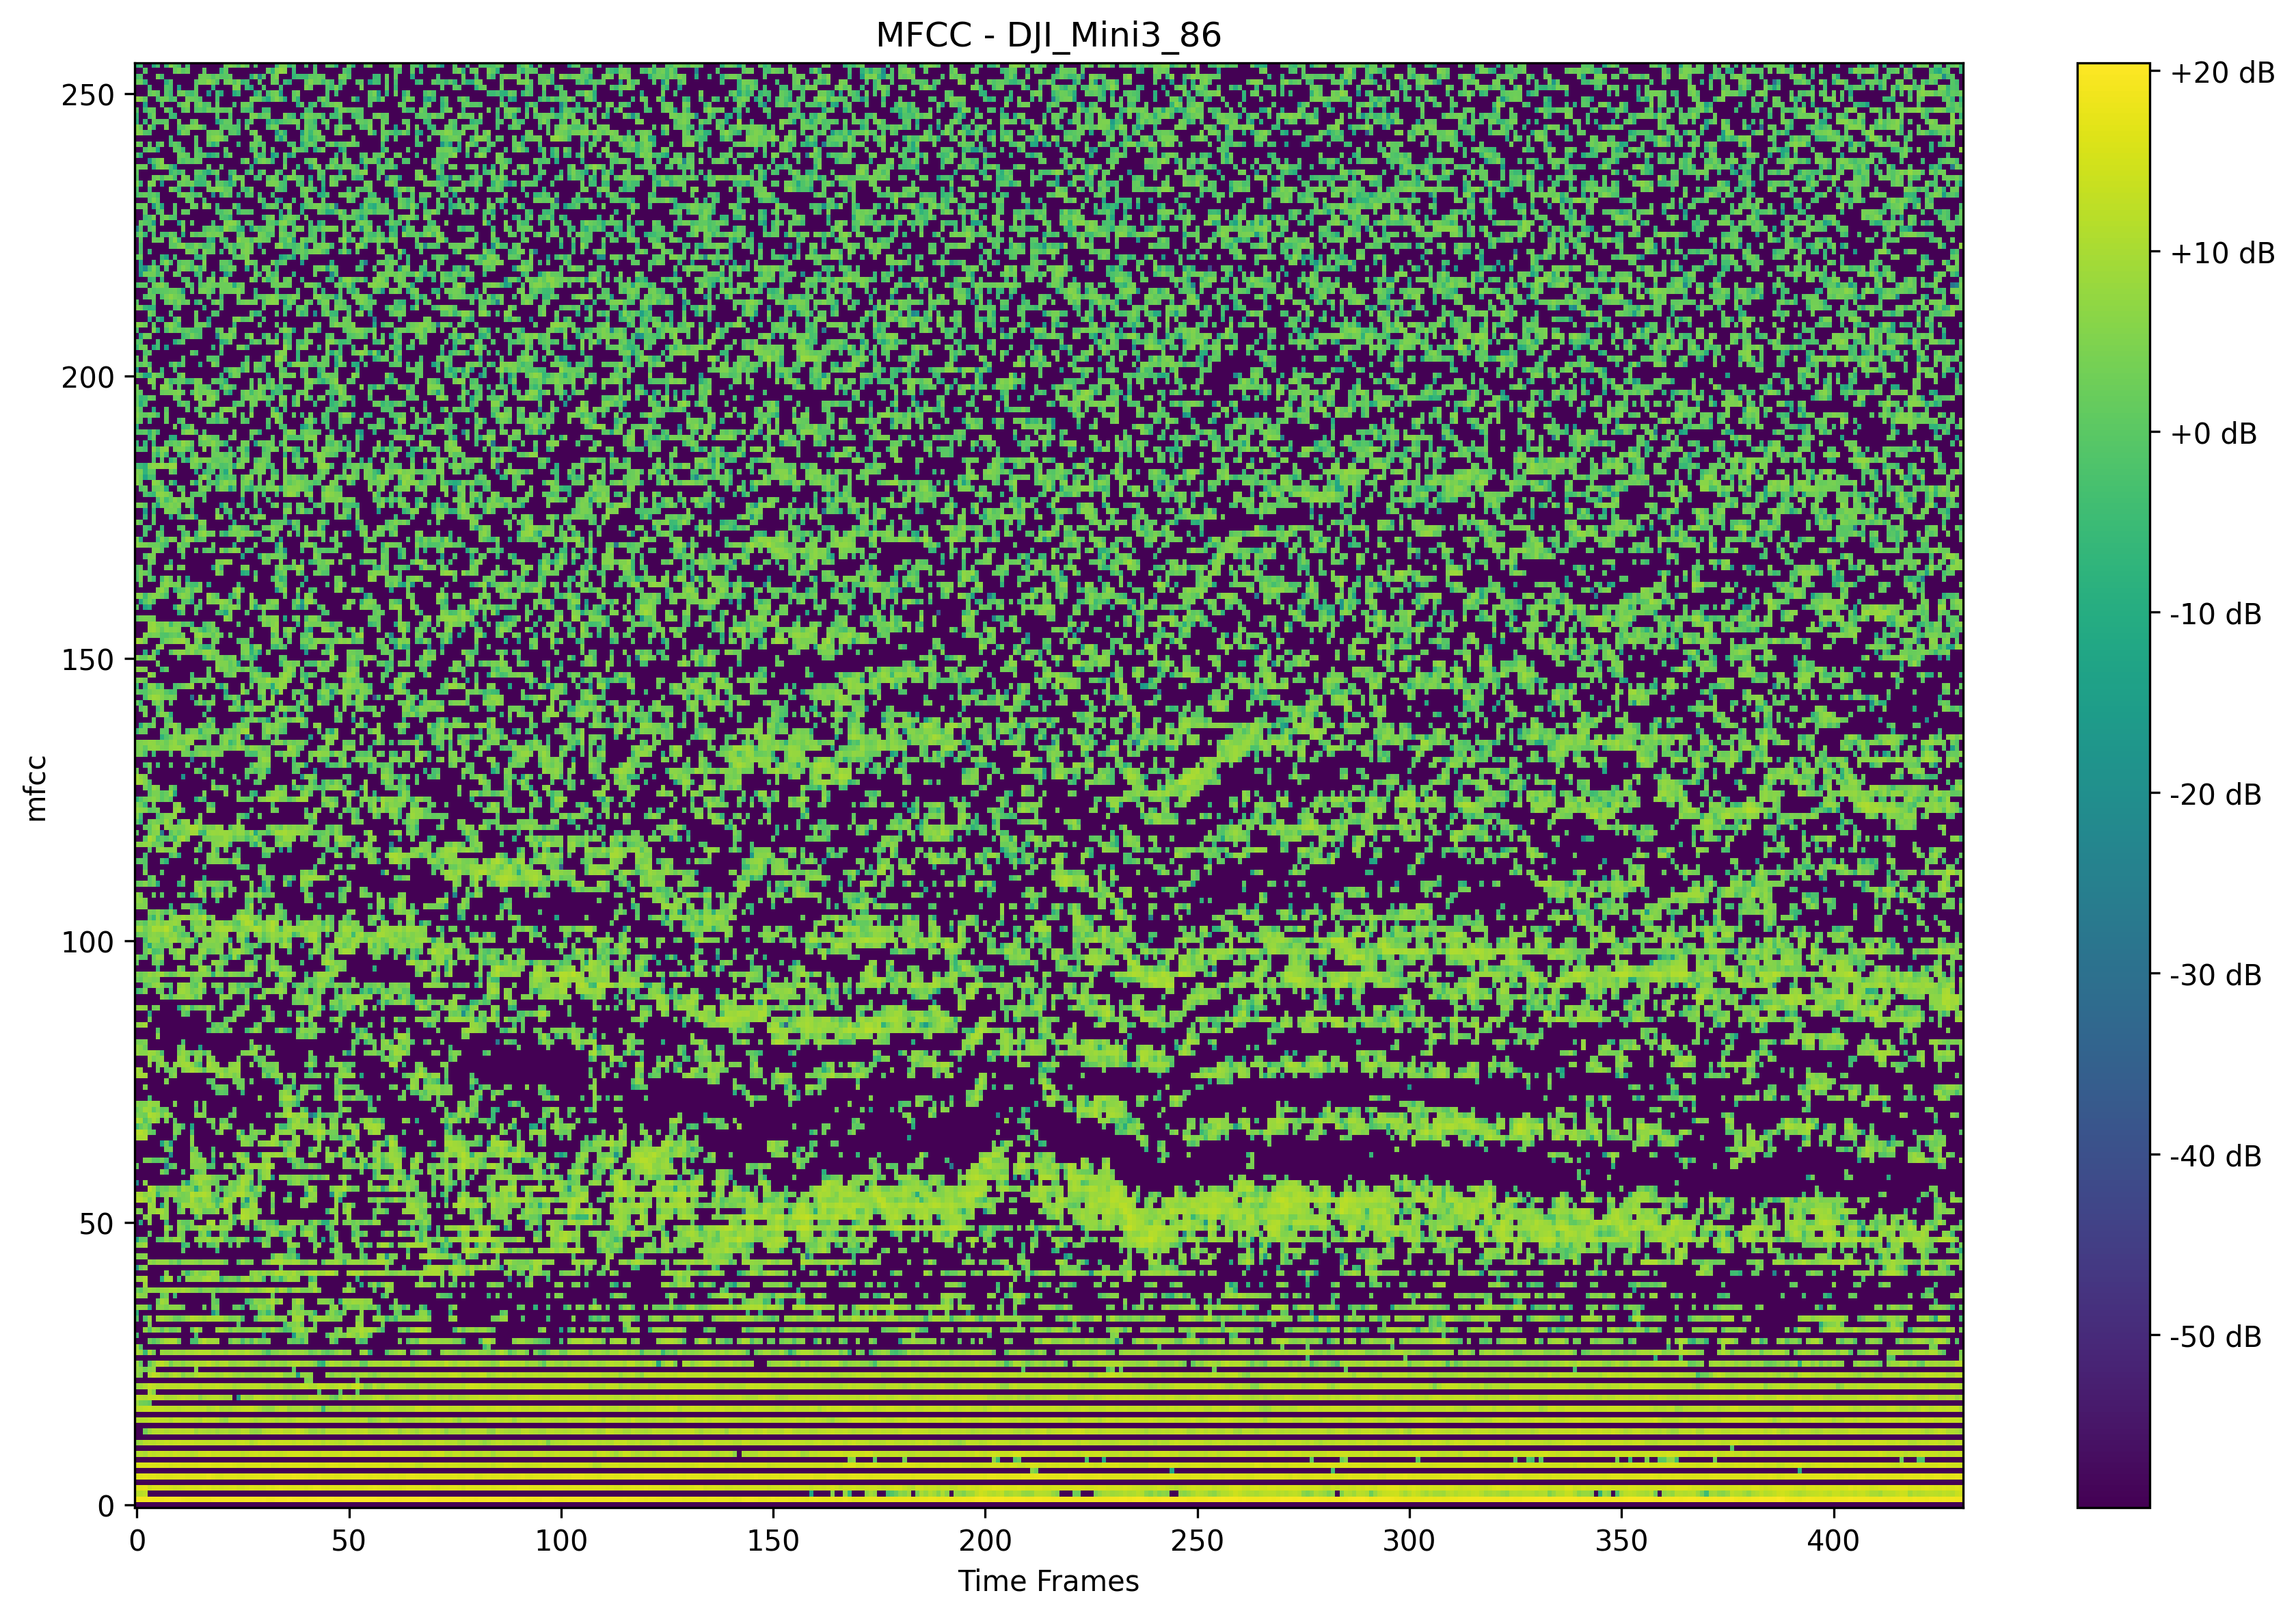 MFCC - DJI_Mini3_86
250
200
150
100
50
0
mfcc
0 50 100 150 200 250 300 350 400
Time Frames
+20 dB
+10 dB
+0 dB
-10 dB
-20 dB
-30 dB
-40 dB
-50 dB